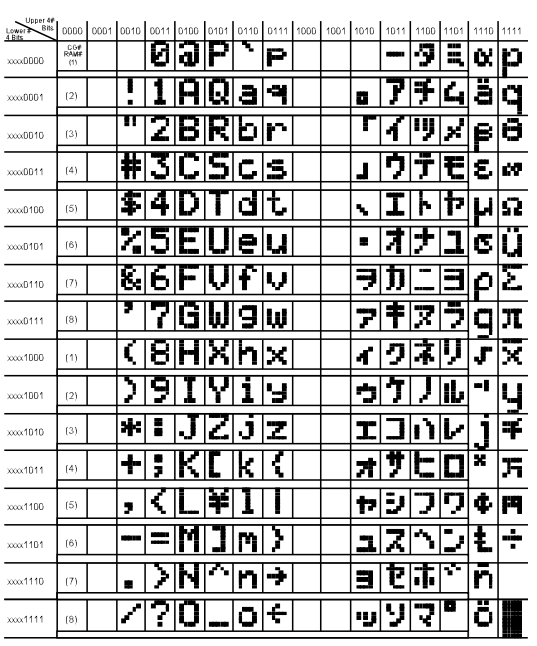 Upper 4# Bits
Lower# 4 Bits 0000 0001 0010 0011 0100 0101 0110 0111 1000 1001 1010 1011 1100 1101 1110 1111
xxxx0000 CG# RAM## (1) 0 @ P ` p ー タ ミ α p
xxxx0001 (2) ! 1 A Q a q 。 ア チ ム ä q
xxxx0010 (3) " 2 B R b r 「 イ ツ メ β θ
xxxx0011 (4) # 3 C S c s 」 ウ テ モ ε ∞
xxxx0100 (5) $ 4 D T d t 、 エ ト ヤ μ Ω
xxxx0101 (6) % 5 E U e u ・ オ ナ ユ σ ü
xxxx0110 (7) & 6 F V f v ヲ カ ニ ヨ ρ Σ
xxxx0111 (8) ' 7 G W g w ァ キ ヌ ラ g π
xxxx1000 (1) ( 8 H X h x ィ ク ネ リ √ x̄
xxxx1001 (2) ) 9 I Y i y ゥ ケ ノ ル ⁻¹ y
xxxx1010 (3) * : J Z j z ェ コ ハ レ j 千
xxxx1011 (4) + ; K [ k { ォ サ ヒ ロ ˣ 万
xxxx1100 (5) , < L ¥ l | ャ シ フ ワ ¢ 円
xxxx1101 (6) - = M ] m } ュ ス ヘ ン £ ÷
xxxx1110 (7) . > N ^ n → ョ セ ホ ゛ ñ
xxxx1111 (8) / ? O _ o ← ッ ソ マ ゜ ö █